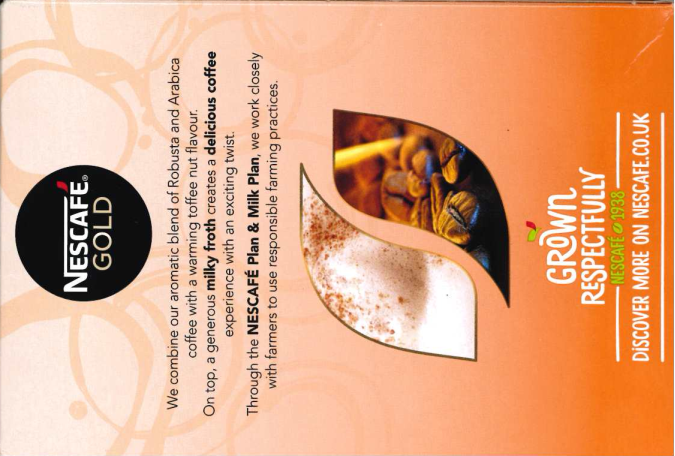 NESCAFÉ®
GOLD
We combine our aromatic blend of Robusta and Arabica
coffee with a warming toffee nut flavour.
On top, a generous milky froth creates a delicious coffee
experience with an exciting twist.
Through the NESCAFÉ Plan & Milk Plan, we work closely
with farmers to use responsible farming practices.
GROWN
RESPECTFULLY
NESCAFÉ 1938
DISCOVER MORE ON NESCAFE.CO.UK